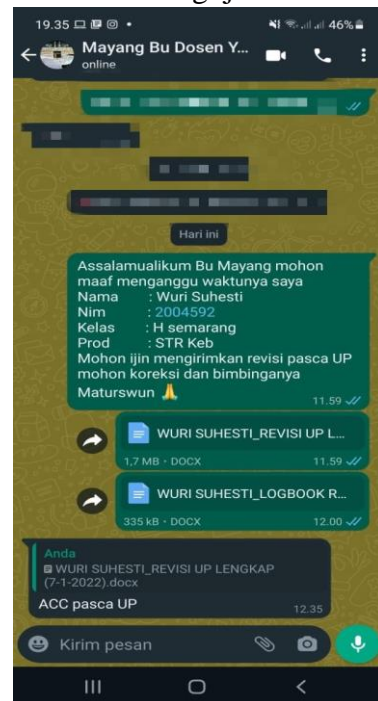 19.35
46%
Mayang Bu Dosen Y...
online
Hari ini
Assalamualikum Bu Mayang mohon
maaf menganggu waktunya saya
Nama : Wuri Suhesti
Nim : 2004592
Kelas : H semarang
Prod : STR Keb
Mohon ijin mengirimkan revisi pasca UP
mohon koreksi dan bimbinganya
Maturswun 🙏 11.59
WURI SUHESTI_REVISI UP L...
1,7 MB • DOCX 11.59
WURI SUHESTI_LOGBOOK R...
335 kB • DOCX 12.00
Anda
WURI SUHESTI_REVISI UP LENGKAP
(7-1-2022).docx
ACC pasca UP 12.35
Kirim pesan